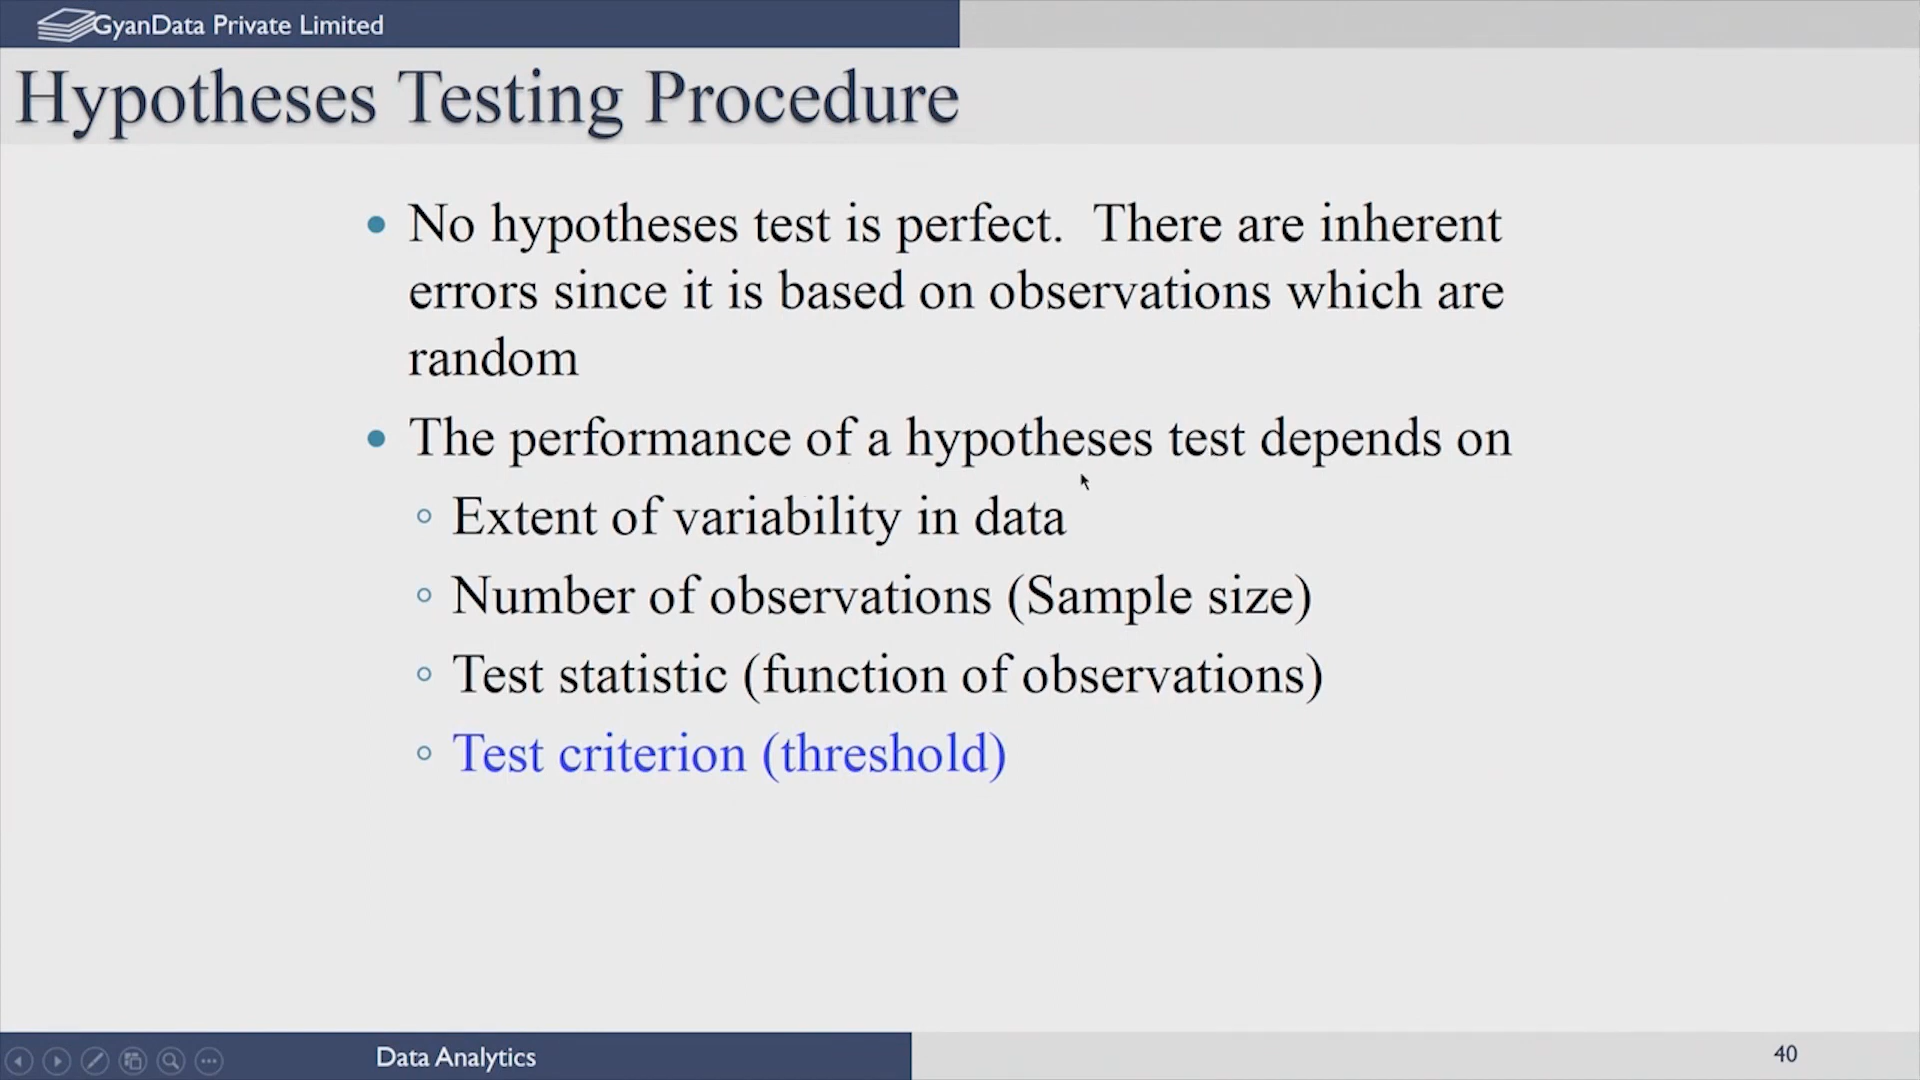 GyanData Private Limited
Hypotheses Testing Procedure
• No hypotheses test is perfect. There are inherent
errors since it is based on observations which are
random
• The performance of a hypotheses test depends on
◦ Extent of variability in data
◦ Number of observations (Sample size)
◦ Test statistic (function of observations)
◦ Test criterion (threshold)
Data Analytics
40